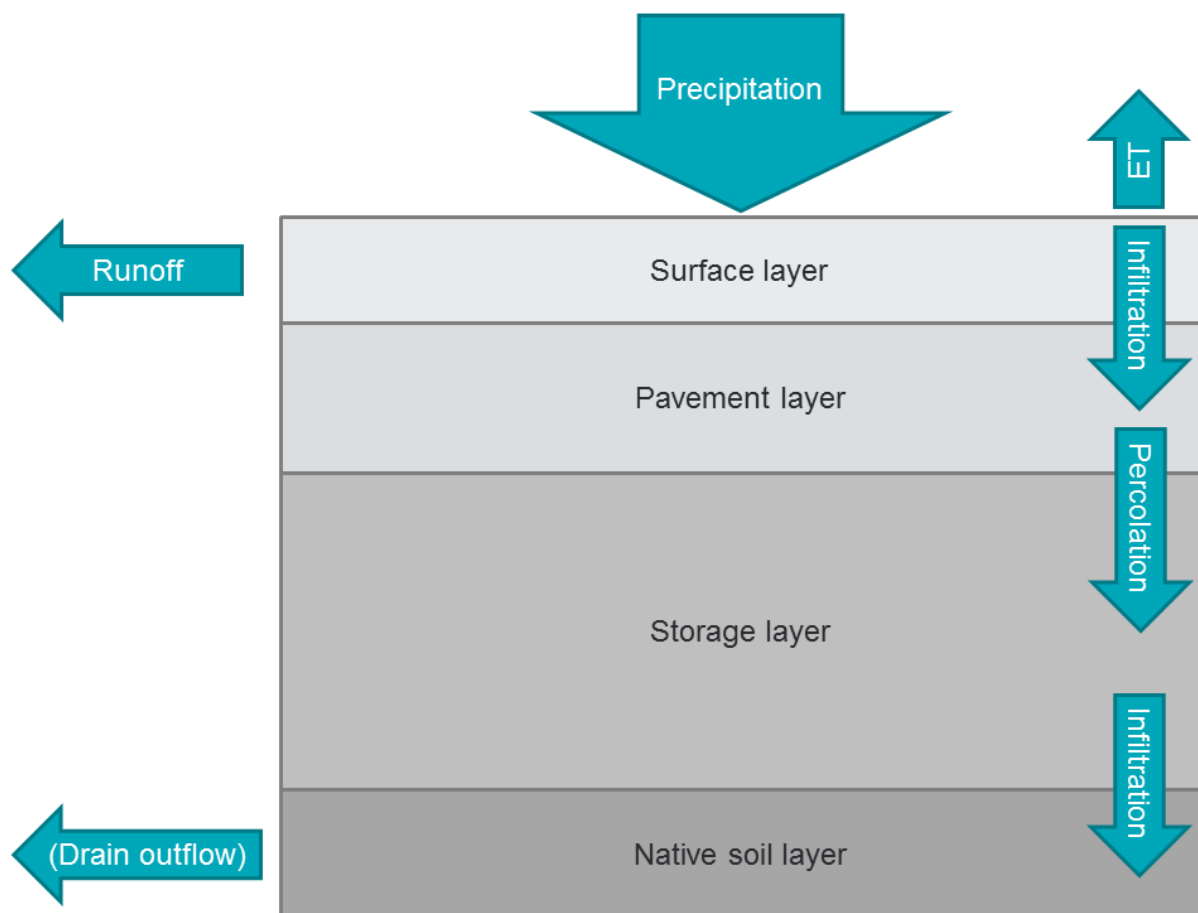 Precipitation
ET
Runoff
Surface layer
Infiltration
Pavement layer
Percolation
Storage layer
Infiltration
(Drain outflow)
Native soil layer